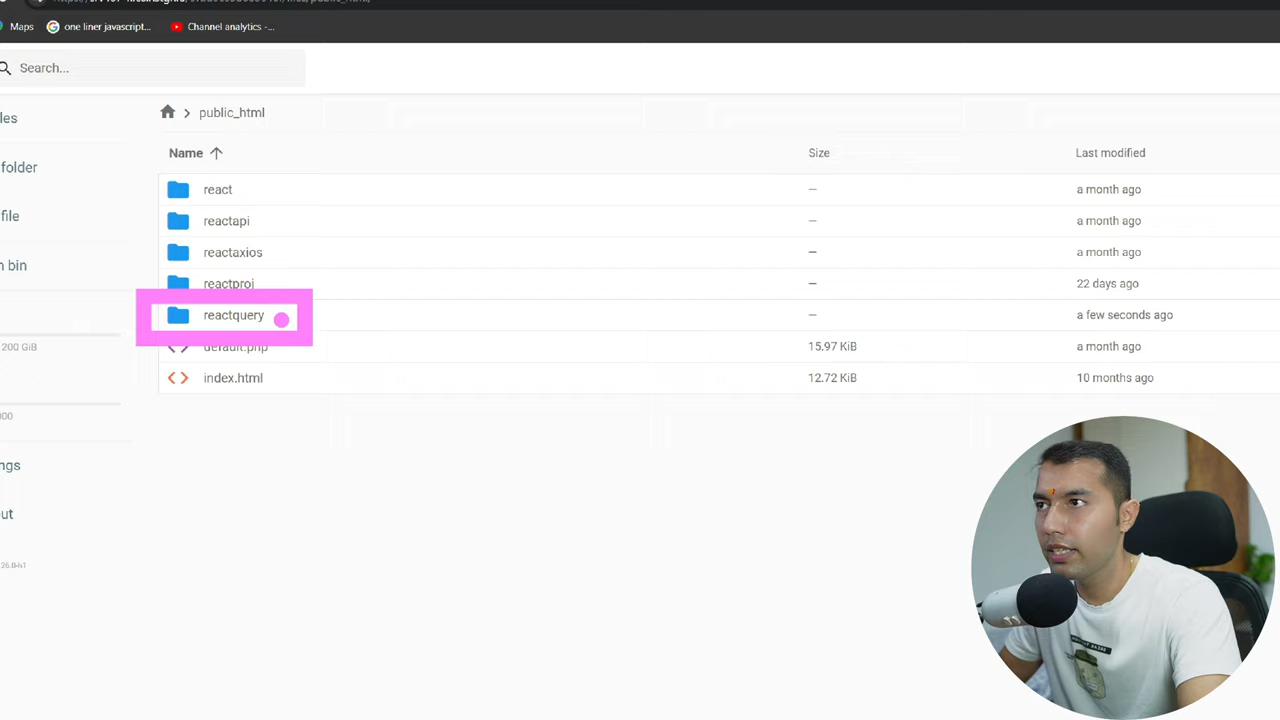 Maps one liner javascript... Channel analytics -...
Search...
les
public_html
folder
Name Size Last modified
react — a month ago
file
reactapi — a month ago
reactaxios — a month ago
n bin
reactproj — 22 days ago
reactquery — a few seconds ago
200 GiB
default.php 15.97 KiB a month ago
index.html 12.72 KiB 10 months ago
000
ngs
out